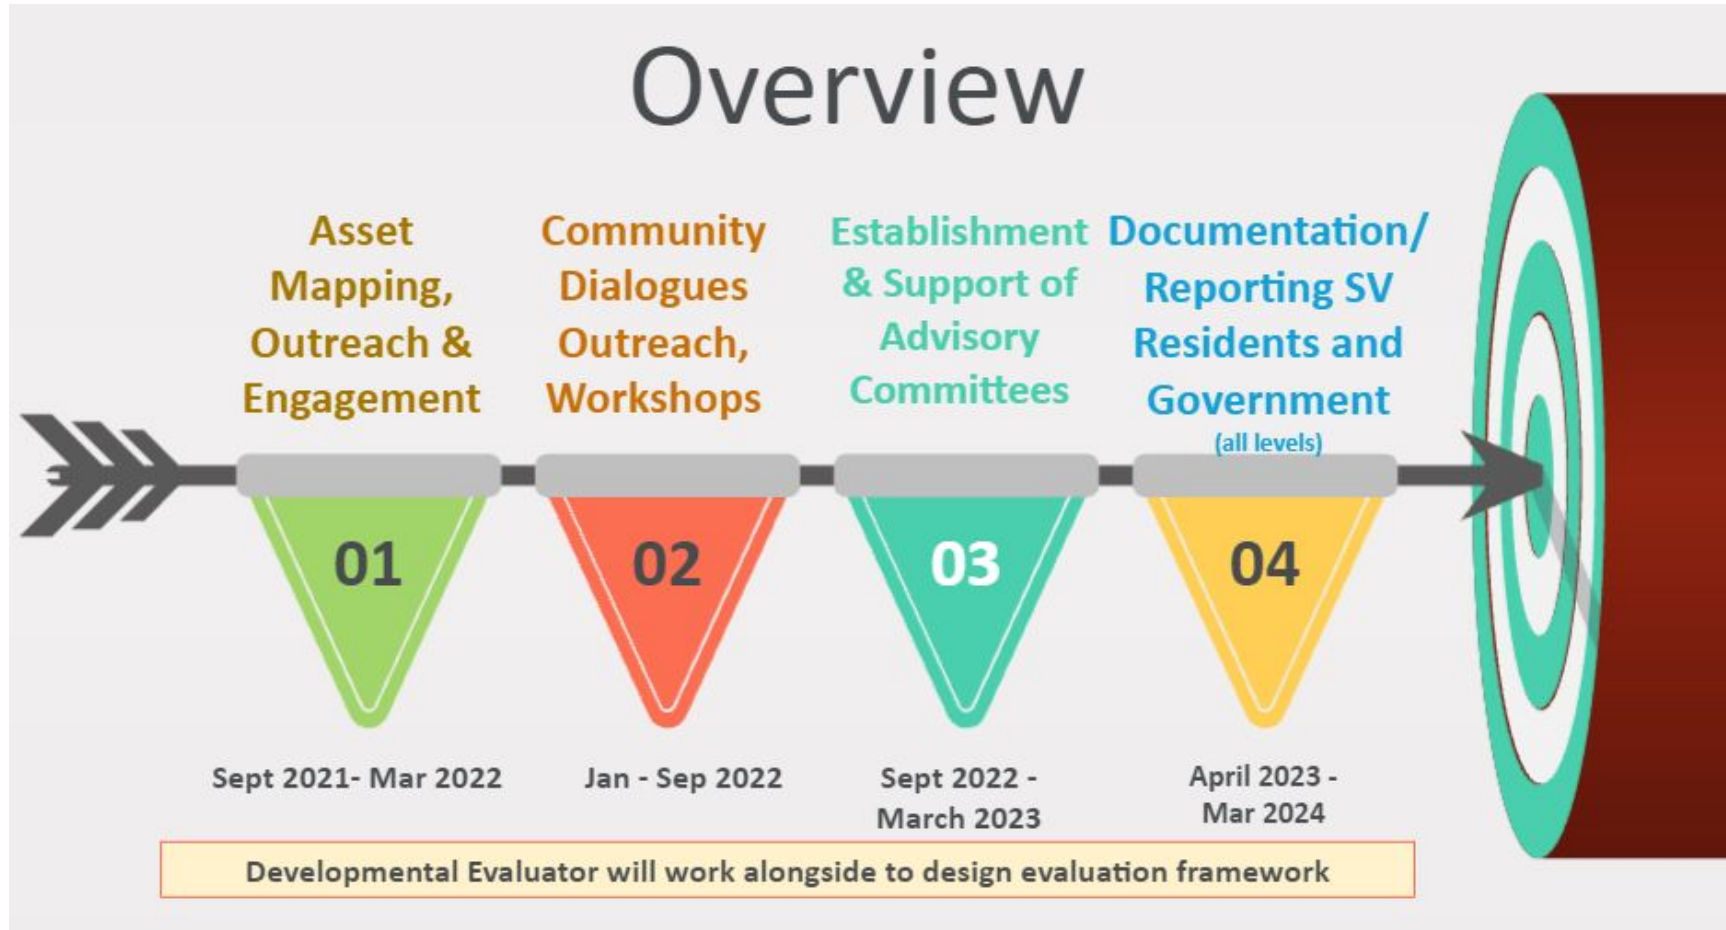 Overview
Asset
Mapping,
Outreach &
Engagement
Community
Dialogues
Outreach,
Workshops
Establishment
& Support of
Advisory
Committees
Documentation/
Reporting SV
Residents and
Government
(all levels)
01
02
03
04
Sept 2021- Mar 2022
Jan - Sep 2022
Sept 2022 -
March 2023
April 2023 -
Mar 2024
Developmental Evaluator will work alongside to design evaluation framework